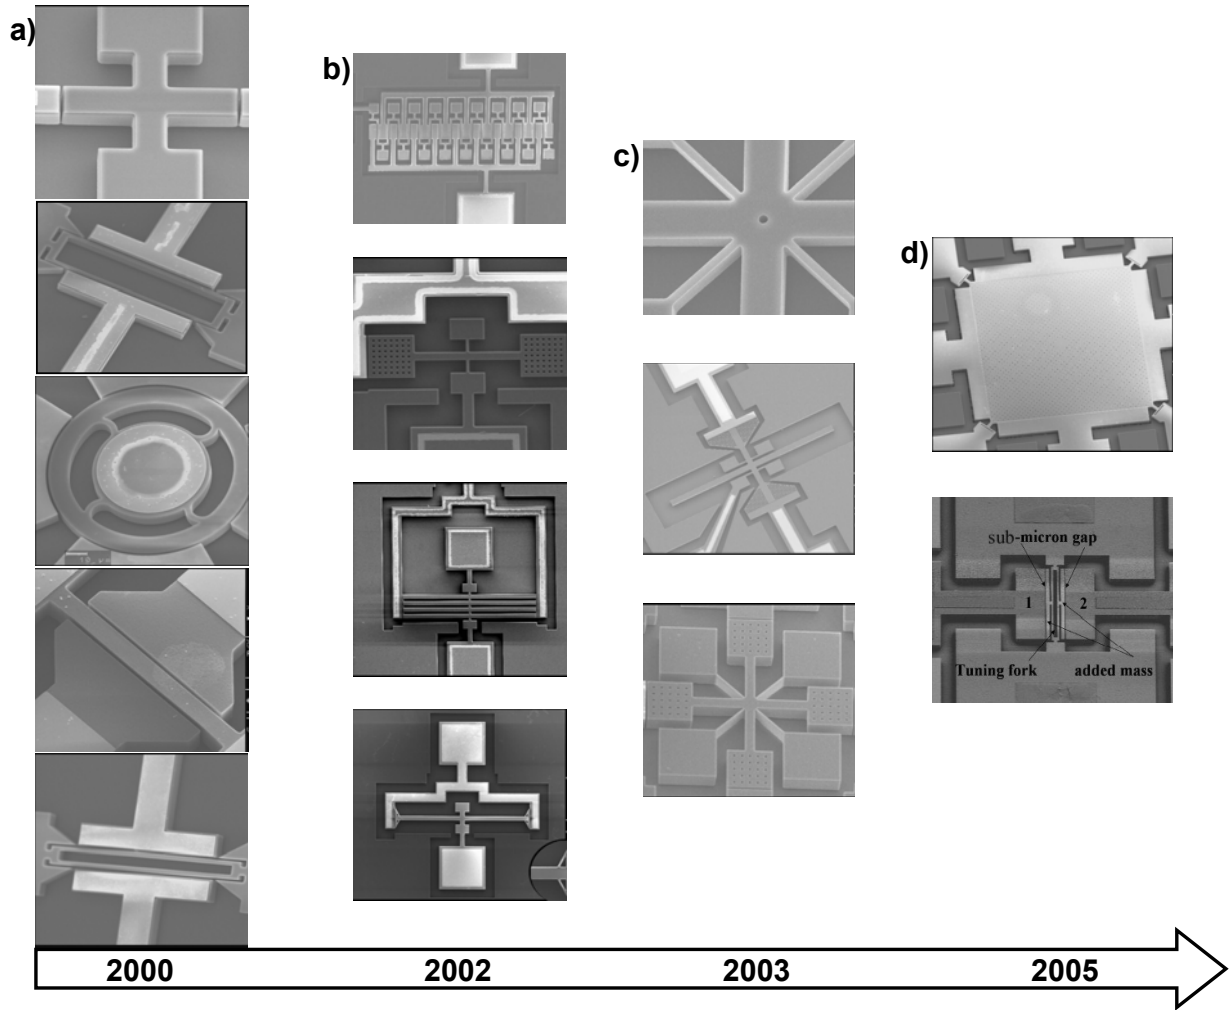 a)
b)
c)
d)
sub-micron gap
1
2
Tuning fork
added mass
2000
2002
2003
2005